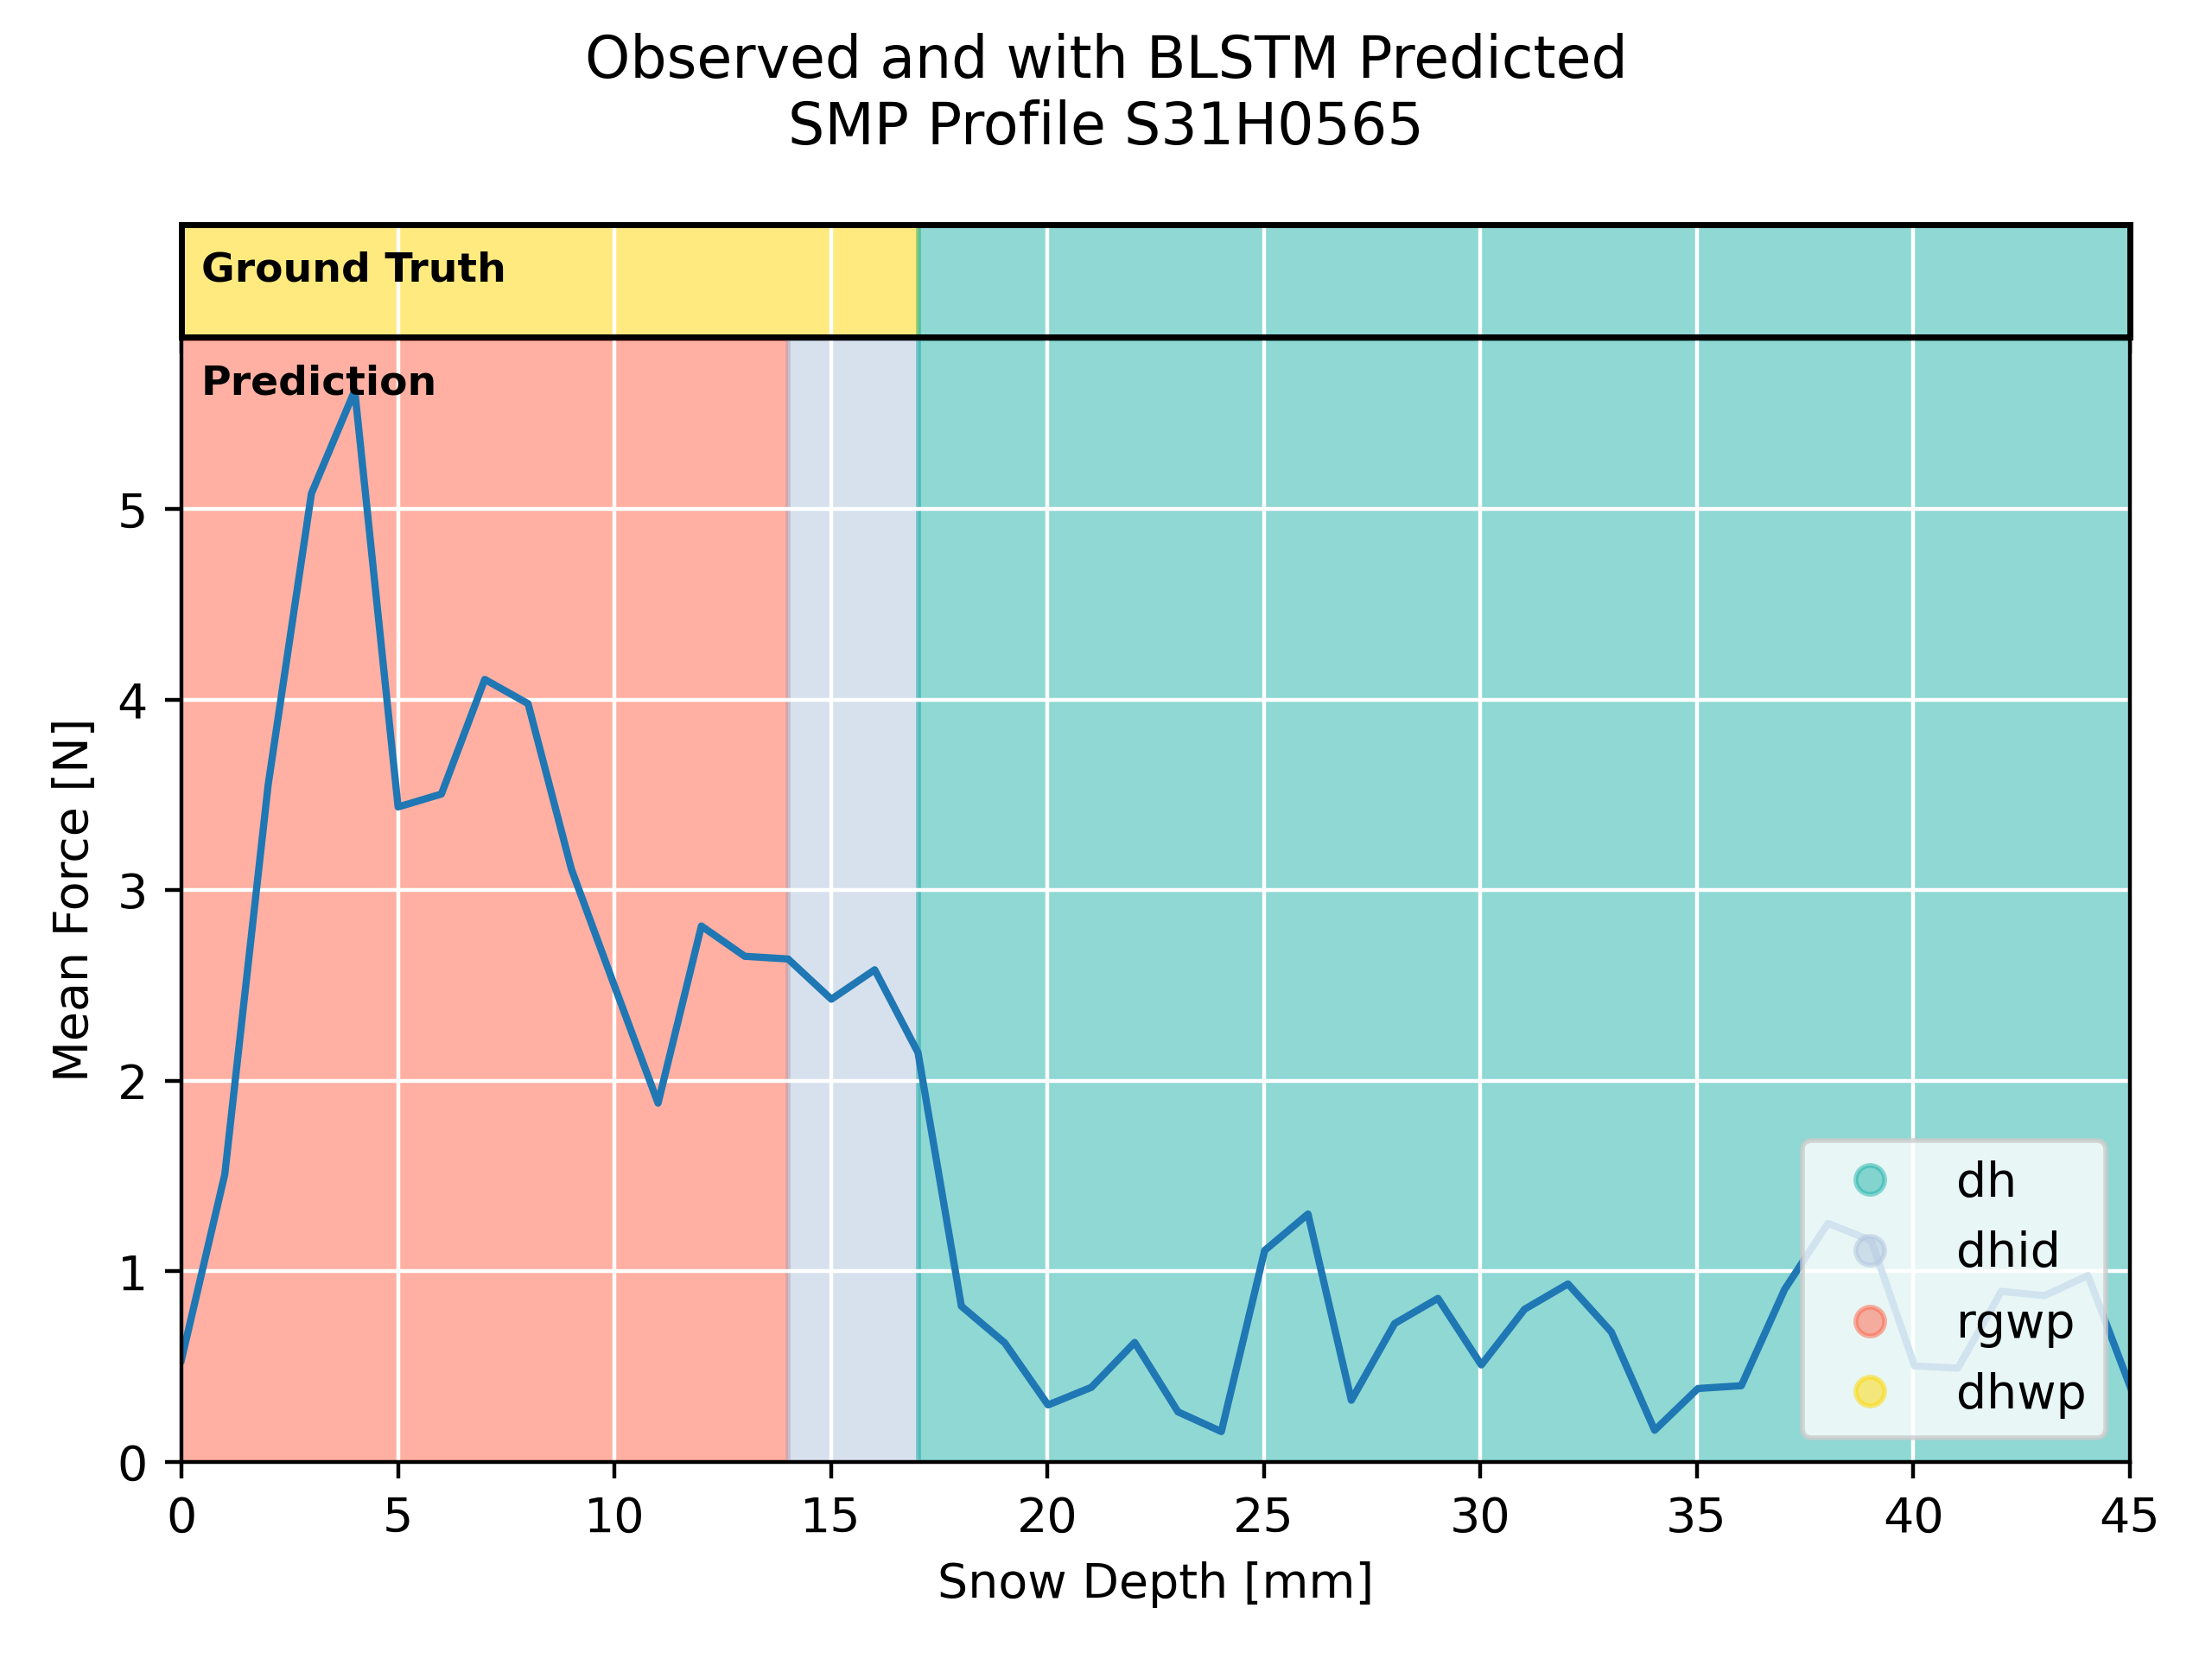 Observed and with BLSTM Predicted
SMP Profile S31H0565
Ground Truth
Prediction
5
4
3
2
1
0
Mean Force [N]
dh
dhid
rgwp
dhwp
0 5 10 15 20 25 30 35 40 45
Snow Depth [mm]